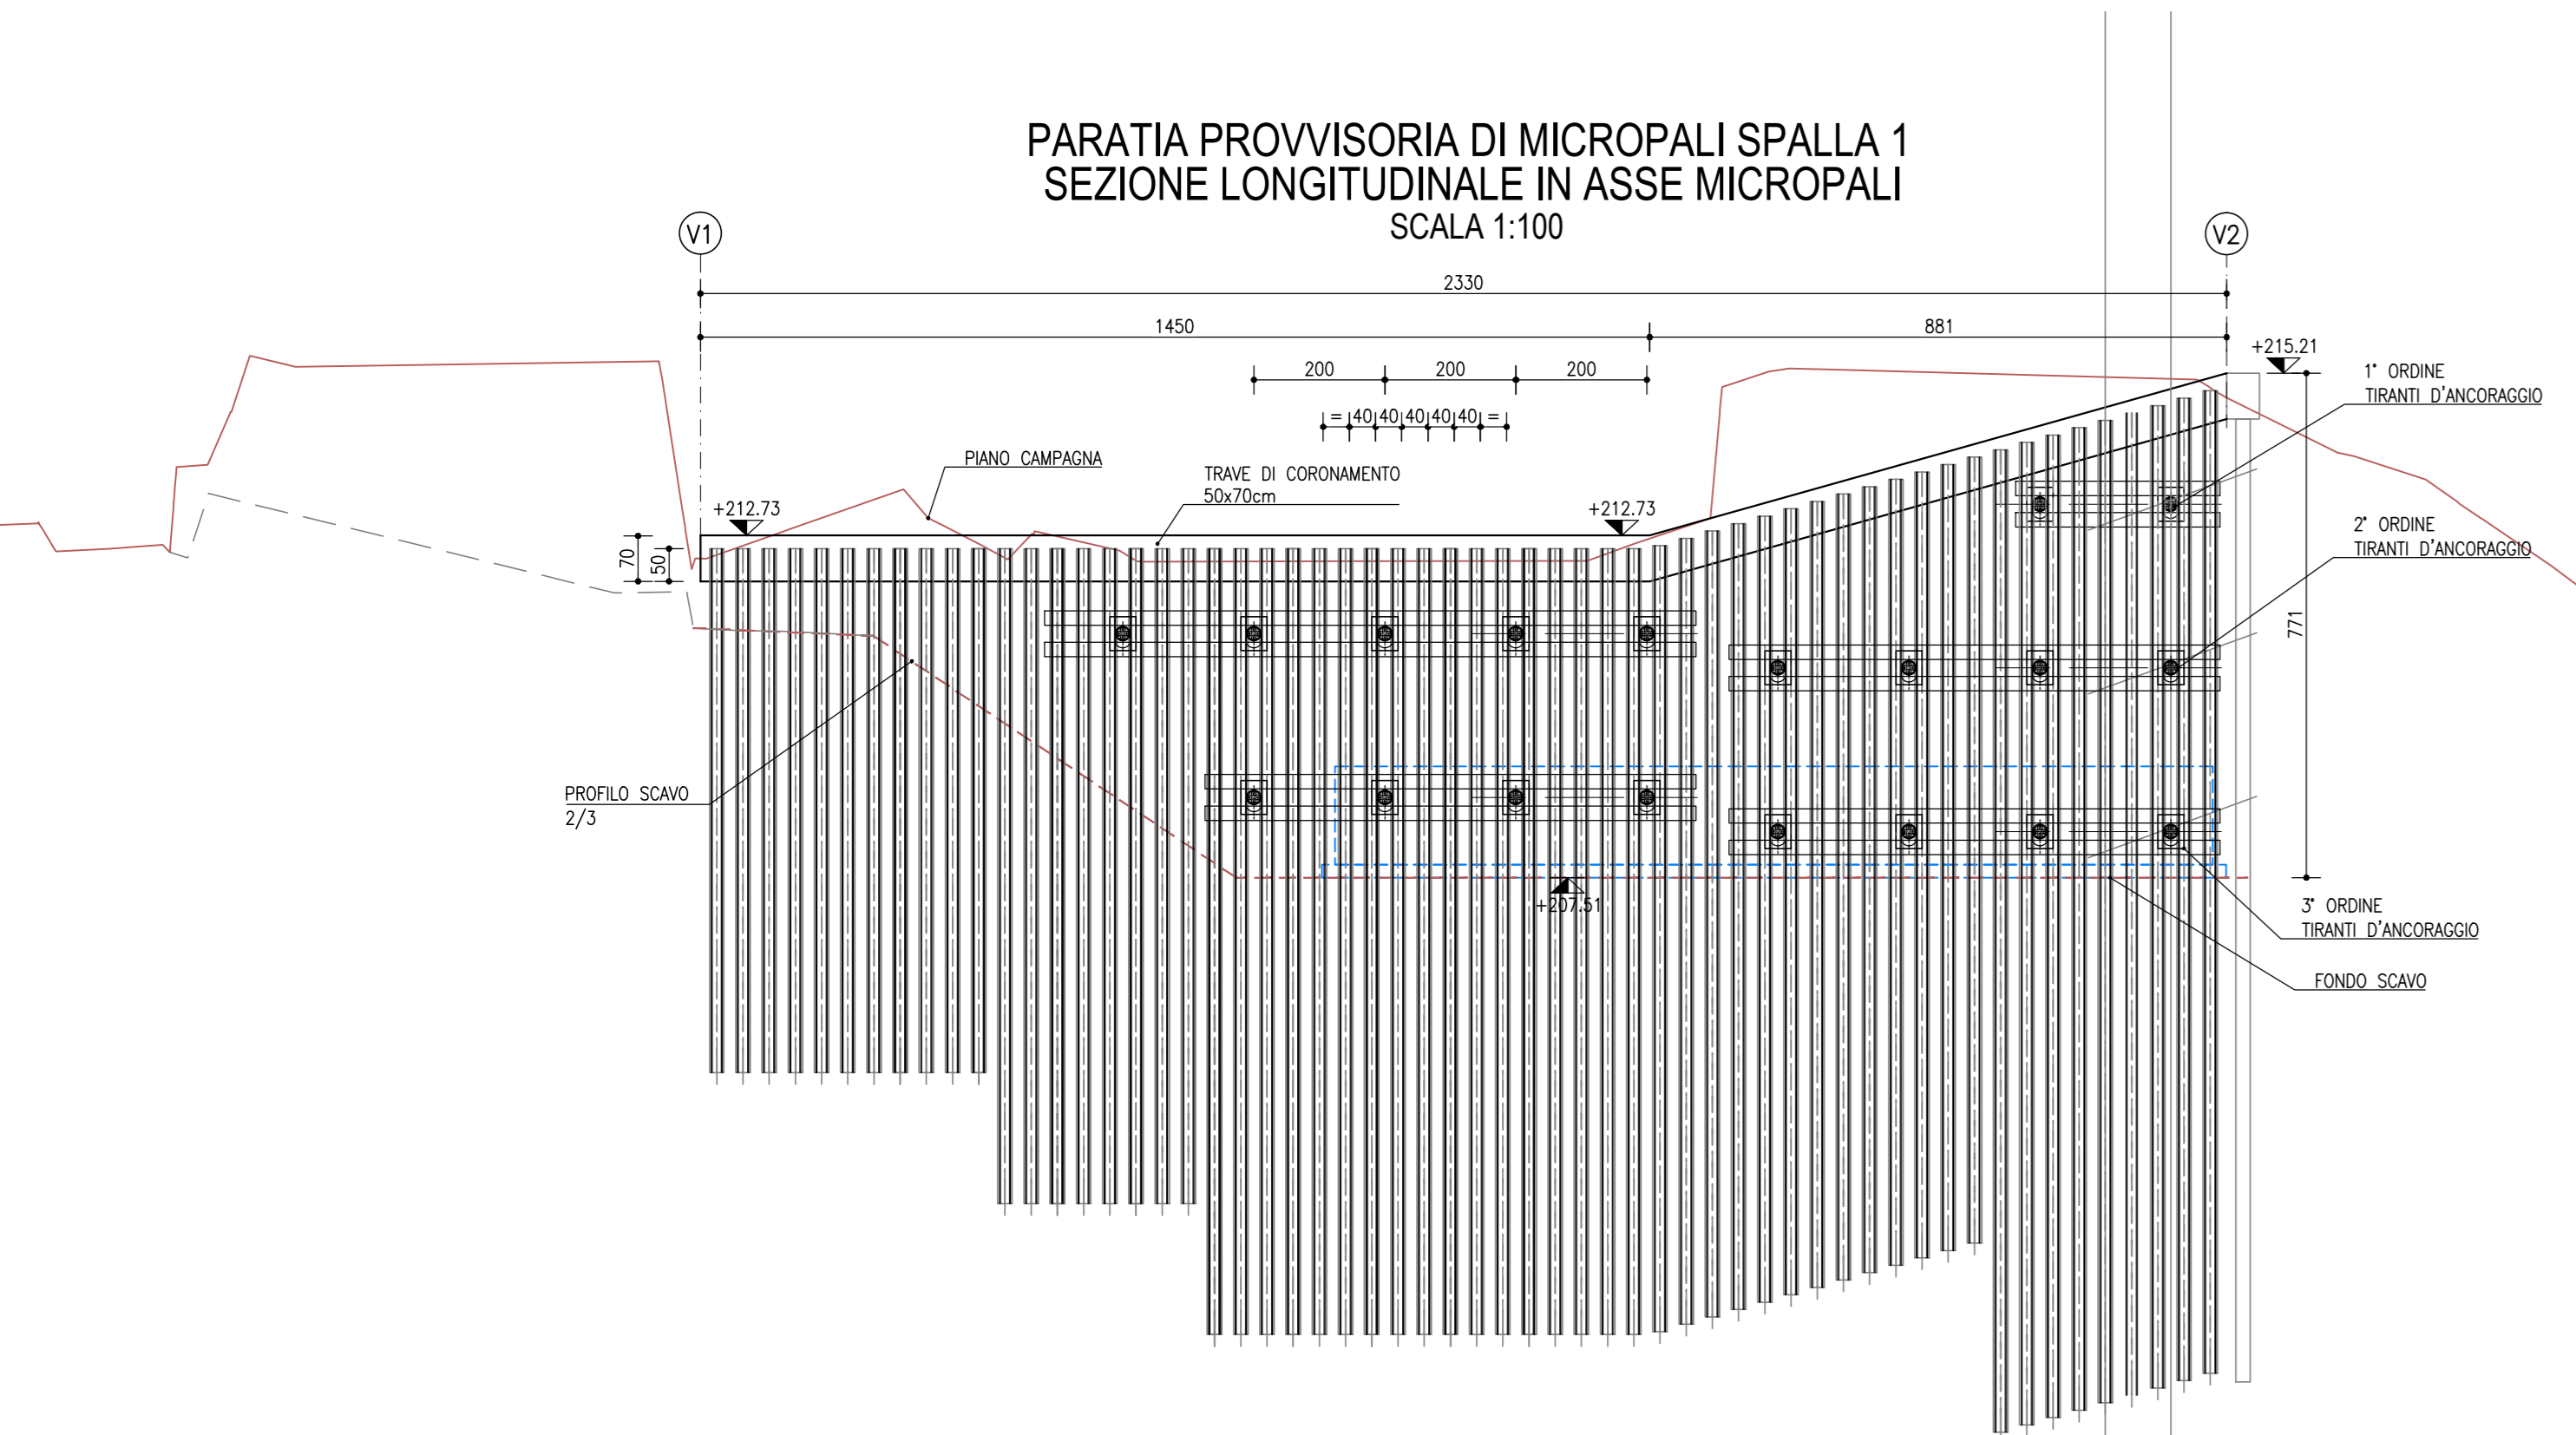 PARATIA PROVVISORIA DI MICROPALI SPALLA 1
SEZIONE LONGITUDINALE IN ASSE MICROPALI
SCALA 1:100
V1
V2
2330
1450
881
+215.21
200
200
200
1° ORDINE
TIRANTI D'ANCORAGGIO
= 40 40 40 40 40 =
PIANO CAMPAGNA
TRAVE DI CORONAMENTO
50x70cm
+212.73
+212.73
2° ORDINE
TIRANTI D'ANCORAGGIO
70
50
771
PROFILO SCAVO
2/3
+207.51
3° ORDINE
TIRANTI D'ANCORAGGIO
FONDO SCAVO